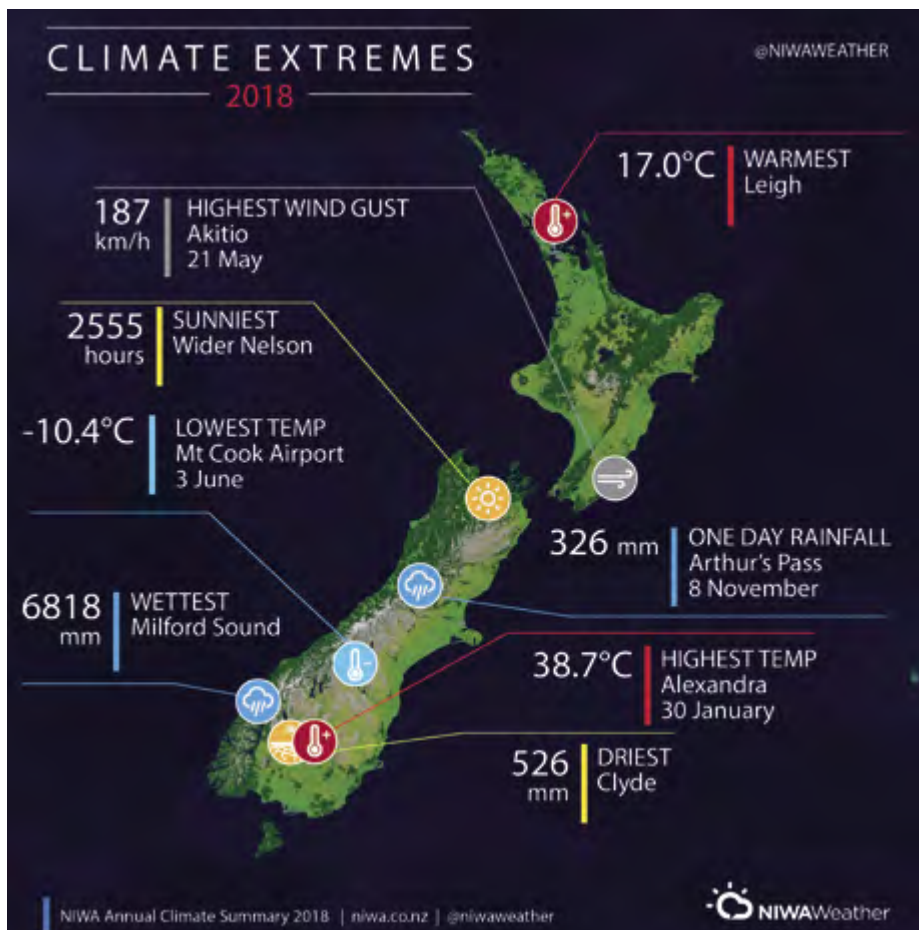 CLIMATE EXTREMES
2018
@NIWAWEATHER
17.0°C
WARMEST
Leigh
187
km/h
HIGHEST WIND GUST
Akitio
21 May
2555
hours
SUNNIEST
Wider Nelson
-10.4°C
LOWEST TEMP
Mt Cook Airport
3 June
326 mm
ONE DAY RAINFALL
Arthur's Pass
8 November
6818
mm
WETTEST
Milford Sound
38.7°C
HIGHEST TEMP
Alexandra
30 January
526
mm
DRIEST
Clyde
NIWA Annual Climate Summary 2018 | niwa.co.nz | @niwaweather
NIWAWeather